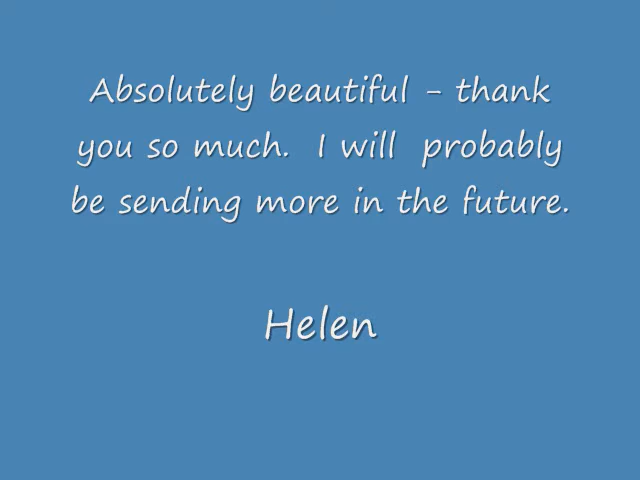 Absolutely beautiful - thank
you so much.  I will  probably
be sending more in the future.
Helen